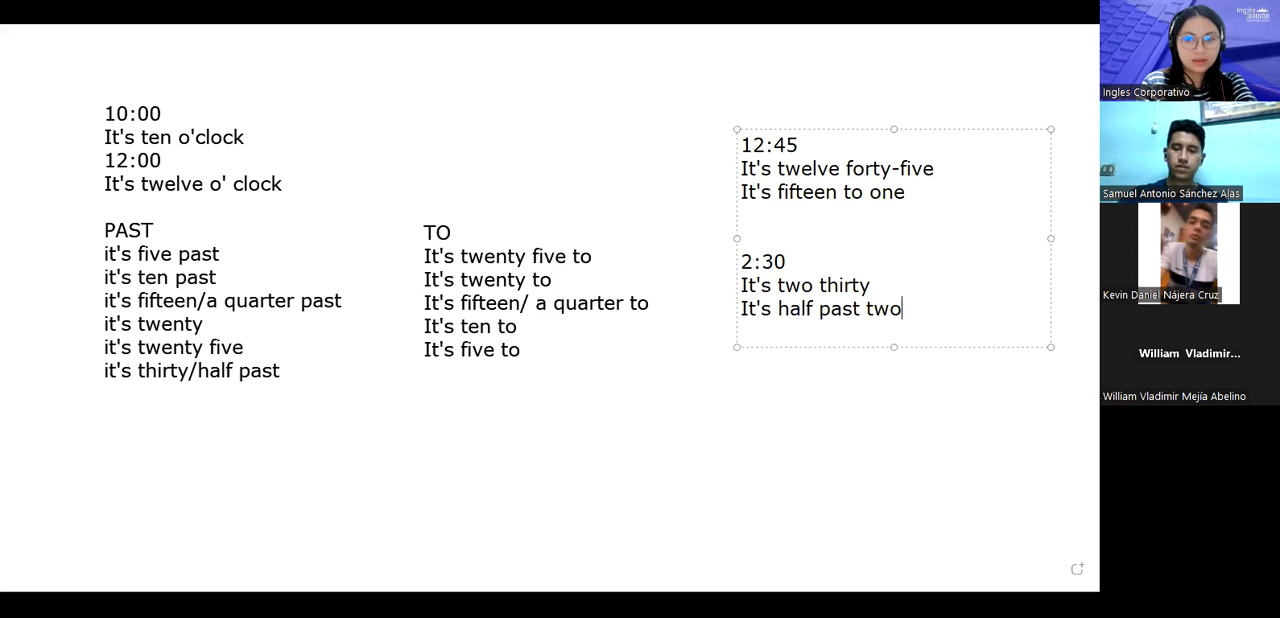 10:00
It's ten o'clock
12:00
It's twelve o' clock
PAST
it's five past
it's ten past
it's fifteen/a quarter past
it's twenty
it's twenty five
it's thirty/half past
TO
It's twenty five to
It's twenty to
It's fifteen/ a quarter to
It's ten to
It's five to
12:45
It's twelve forty-five
It's fifteen to one
2:30
It's two thirty
It's half past two
Ingles Corporativo
Samuel Antonio Sánchez Alas
Kevin Daniel Nájera Cruz
William Vladimir...
William Vladimir Mejía Abelino